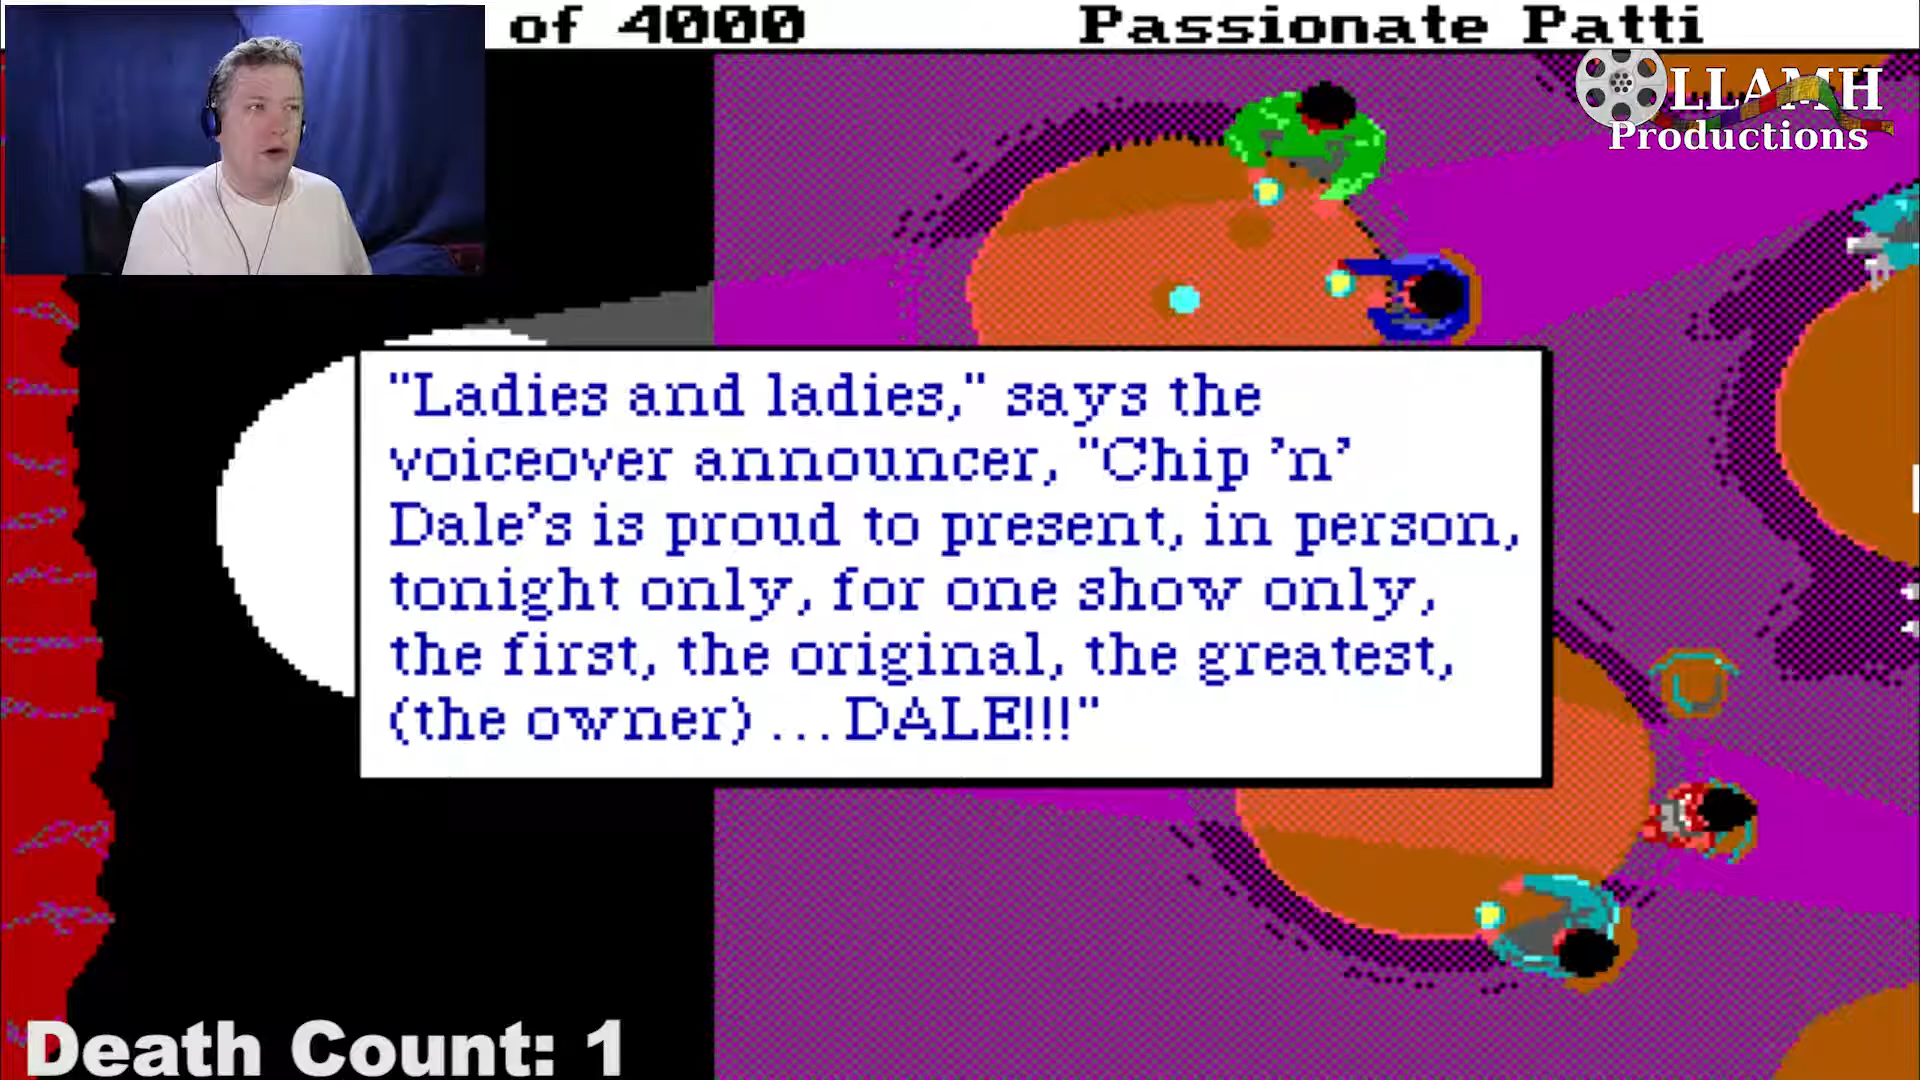 of 4000 Passionate Patti
OLLAMH
Productions
"Ladies and ladies," says the
voiceover announcer, "Chip 'n'
Dale's is proud to present, in person,
tonight only, for one show only,
the first, the original, the greatest,
(the owner) ... DALE!!!"
Death Count: 1